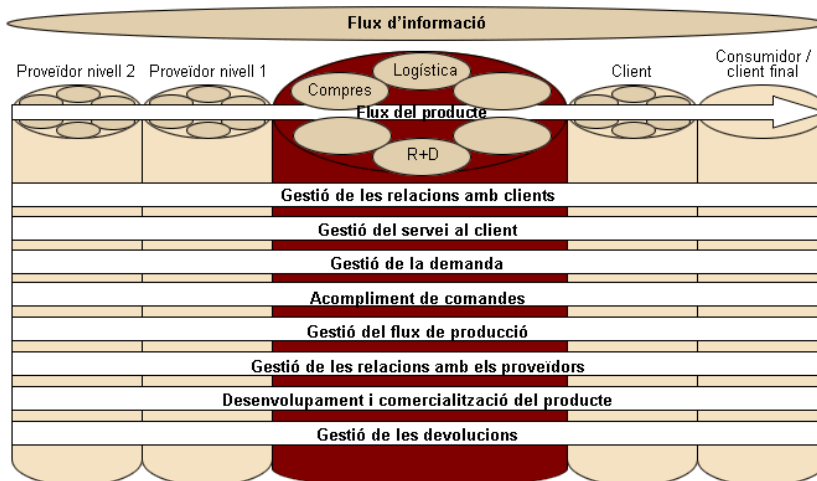 Flux d'informació
Proveïdor nivell 2
Proveïdor nivell 1
Logística
Compres
Client
Consumidor /
client final
Flux del producte
R+D
Gestió de les relacions amb clients
Gestió del servei al client
Gestió de la demanda
Acompliment de comandes
Gestió del flux de producció
Gestió de les relacions amb els proveïdors
Desenvolupament i comercialització del producte
Gestió de les devolucions